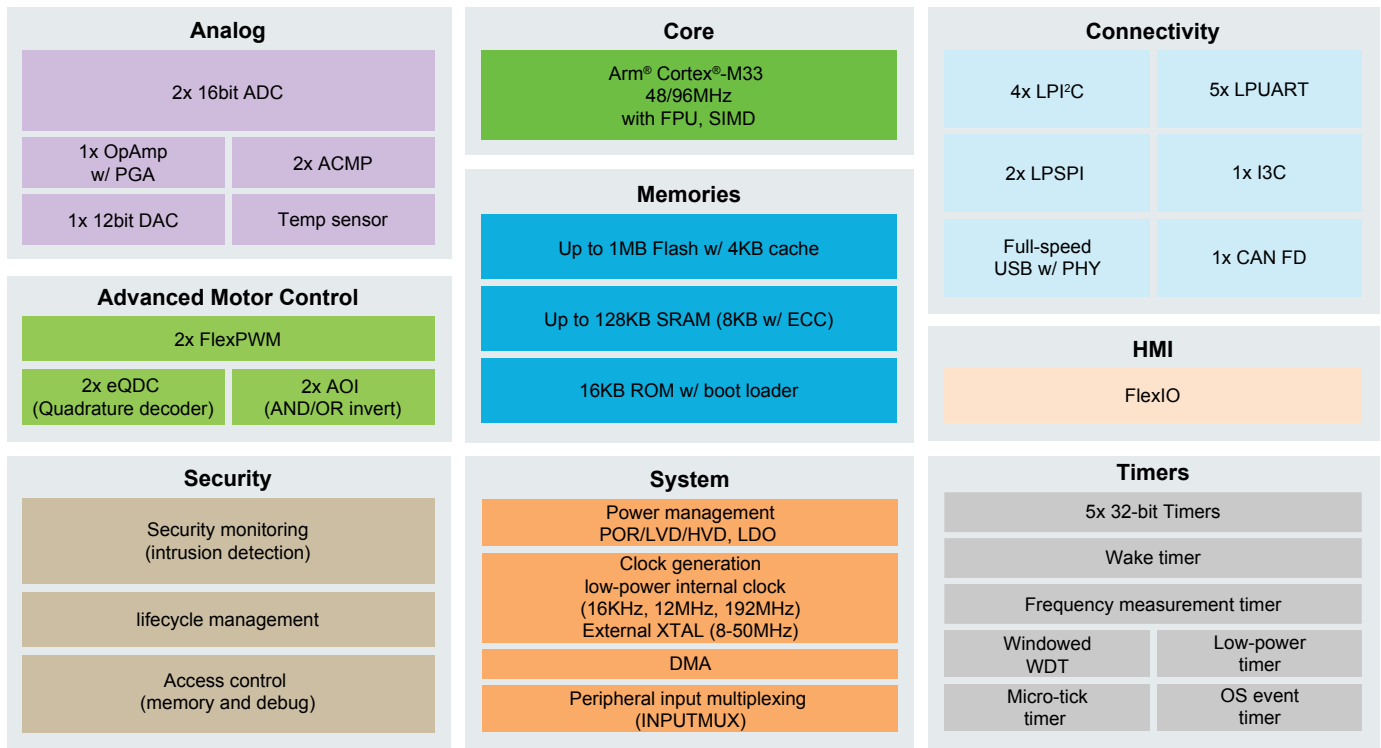 Analog
2x 16bit ADC
1x OpAmp
w/ PGA
2x ACMP
1x 12bit DAC
Temp sensor
Advanced Motor Control
2x FlexPWM
2x eQDC
(Quadrature decoder)
2x AOI
(AND/OR invert)
Security
Security monitoring
(intrusion detection)
lifecycle management
Access control
(memory and debug)
Core
Arm® Cortex®-M33
48/96MHz
with FPU, SIMD
Memories
Up to 1MB Flash w/ 4KB cache
Up to 128KB SRAM (8KB w/ ECC)
16KB ROM w/ boot loader
System
Power management
POR/LVD/HVD, LDO
Clock generation
low-power internal clock
(16KHz, 12MHz, 192MHz)
External XTAL (8-50MHz)
DMA
Peripheral input multiplexing
(INPUTMUX)
Connectivity
4x LPI²C
5x LPUART
2x LPSPI
1x I3C
Full-speed
USB w/ PHY
1x CAN FD
HMI
FlexIO
Timers
5x 32-bit Timers
Wake timer
Frequency measurement timer
Windowed
WDT
Low-power
timer
Micro-tick
timer
OS event
timer